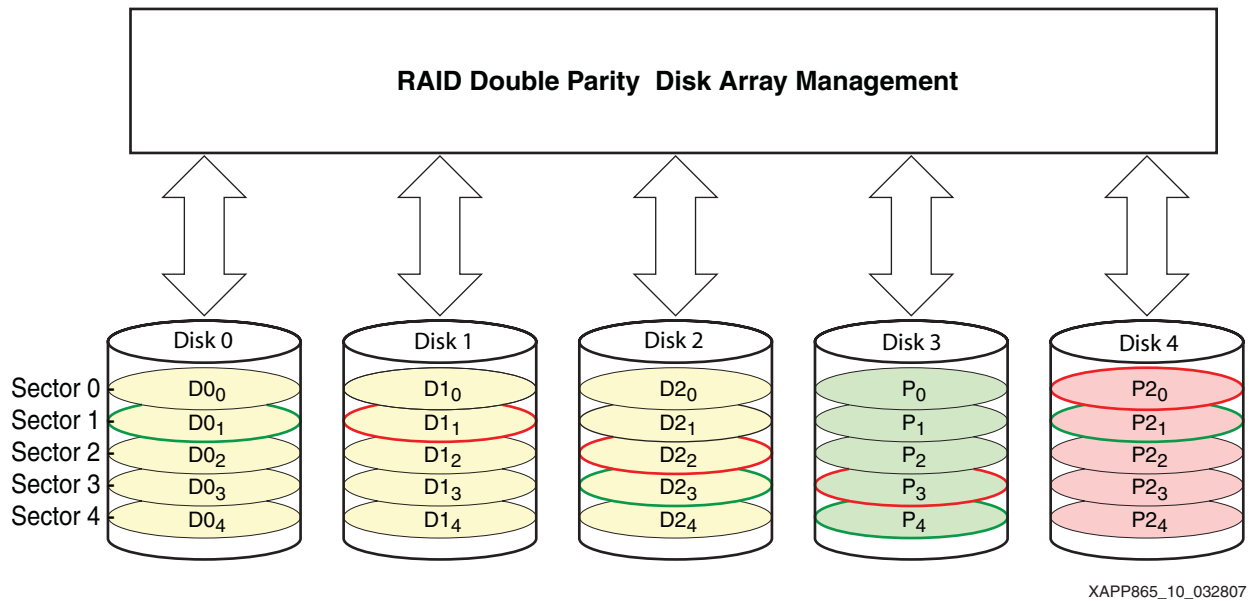 RAID Double Parity Disk Array Management
Disk 0 Disk 1 Disk 2 Disk 3 Disk 4
Sector 0 D0₀ D1₀ D2₀ P₀ P2₀
Sector 1 D0₁ D1₁ D2₁ P₁ P2₁
Sector 2 D0₂ D1₂ D2₂ P₂ P2₂
Sector 3 D0₃ D1₃ D2₃ P₃ P2₃
Sector 4 D0₄ D1₄ D2₄ P₄ P2₄
XAPP865_10_032807